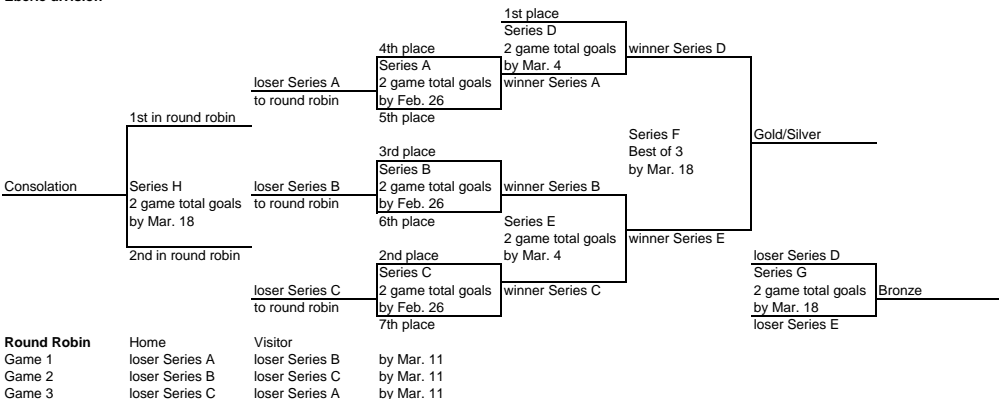 1st place
Series D
4th place 2 game total goals winner Series D
Series A by Mar. 4
loser Series A 2 game total goals winner Series A
to round robin by Feb. 26
1st in round robin 5th place
Series F Gold/Silver
3rd place Best of 3
Series B by Mar. 18
Consolation Series H loser Series B 2 game total goals winner Series B
2 game total goals to round robin by Feb. 26
by Mar. 18 6th place Series E
2 game total goals winner Series E
2nd in round robin 2nd place by Mar. 4 loser Series D
Series C Series G
loser Series C 2 game total goals winner Series C 2 game total goals Bronze
to round robin by Feb. 26 by Mar. 18
7th place loser Series E
Round Robin Home Visitor
Game 1 loser Series A loser Series B by Mar. 11
Game 2 loser Series B loser Series C by Mar. 11
Game 3 loser Series C loser Series A by Mar. 11